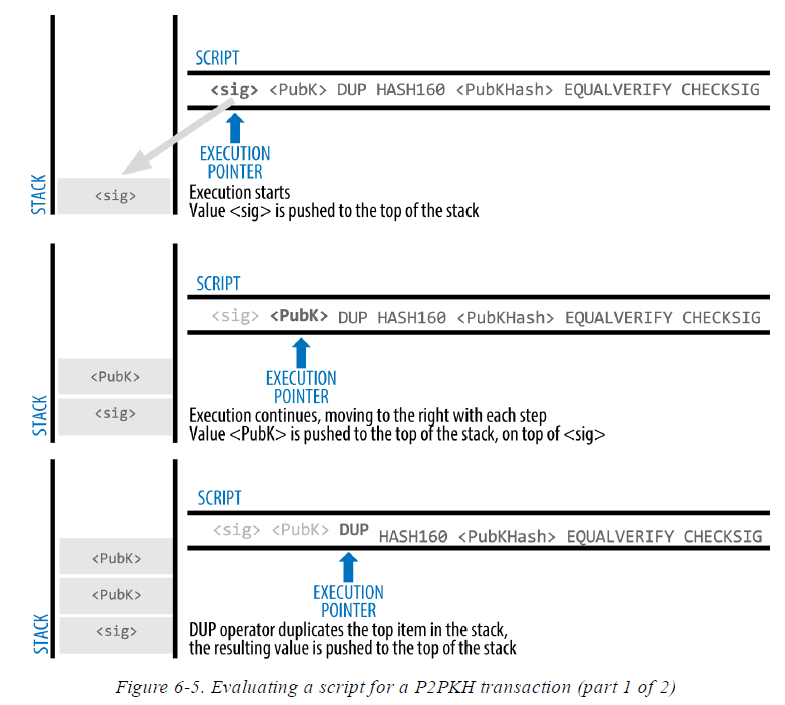 SCRIPT
<sig> <PubK> DUP HASH160 <PubKHash> EQUALVERIFY CHECKSIG
EXECUTION
POINTER
STACK
<sig>
Execution starts
Value <sig> is pushed to the top of the stack
SCRIPT
<sig> <PubK> DUP HASH160 <PubKHash> EQUALVERIFY CHECKSIG
EXECUTION
POINTER
<PubK>
STACK
<sig>
Execution continues, moving to the right with each step
Value <PubK> is pushed to the top of the stack, on top of <sig>
SCRIPT
<sig> <PubK> DUP HASH160 <PubKHash> EQUALVERIFY CHECKSIG
<PubK>
EXECUTION
POINTER
<PubK>
STACK
<sig>
DUP operator duplicates the top item in the stack,
the resulting value is pushed to the top of the stack
Figure 6-5. Evaluating a script for a P2PKH transaction (part 1 of 2)